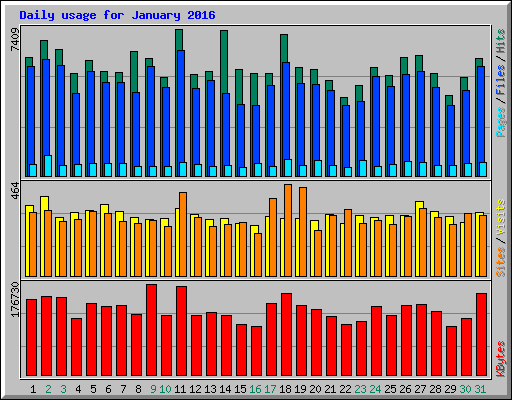 Daily usage for January 2016
7409
Pages / Files / Hits
464
Sites / Visits
176730
KBytes
1 2 3 4 5 6 7 8 9 10 11 12 13 14 15 16 17 18 19 20 21 22 23 24 25 26 27 28 29 30 31